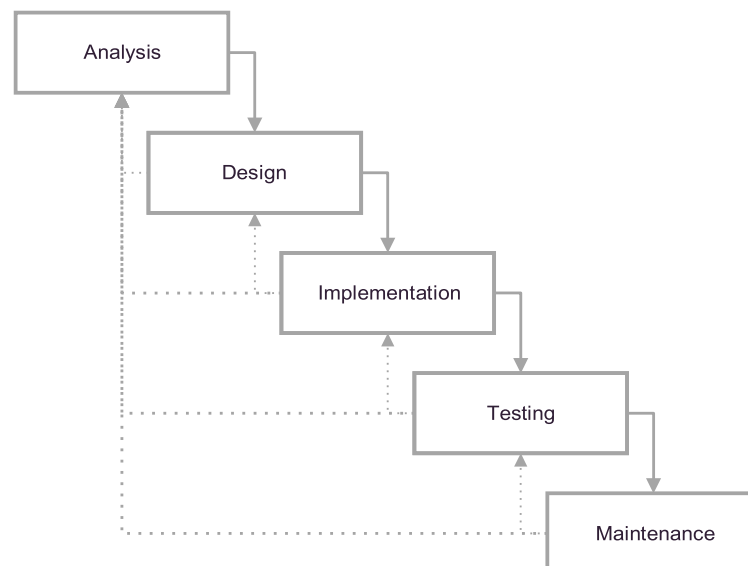 Analysis
Design
Implementation
Testing
Maintenance